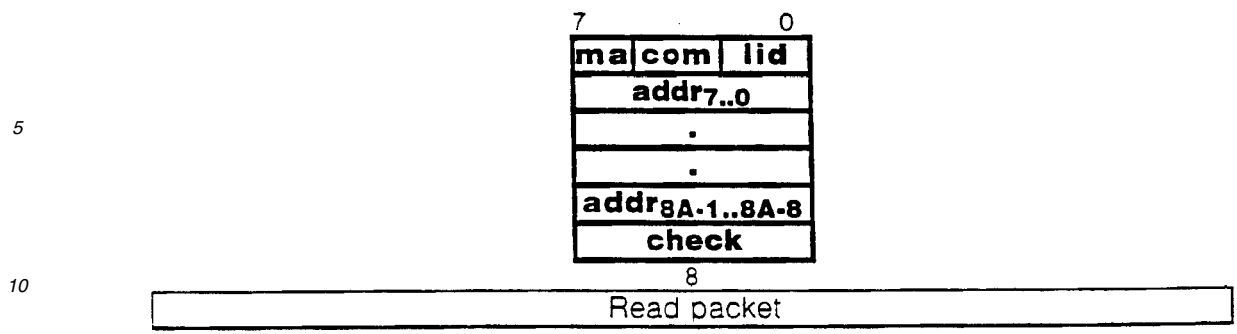 7 0
ma com lid
addr7..0
5
.
.
addr8A-1..8A-8
check
8
10
Read packet